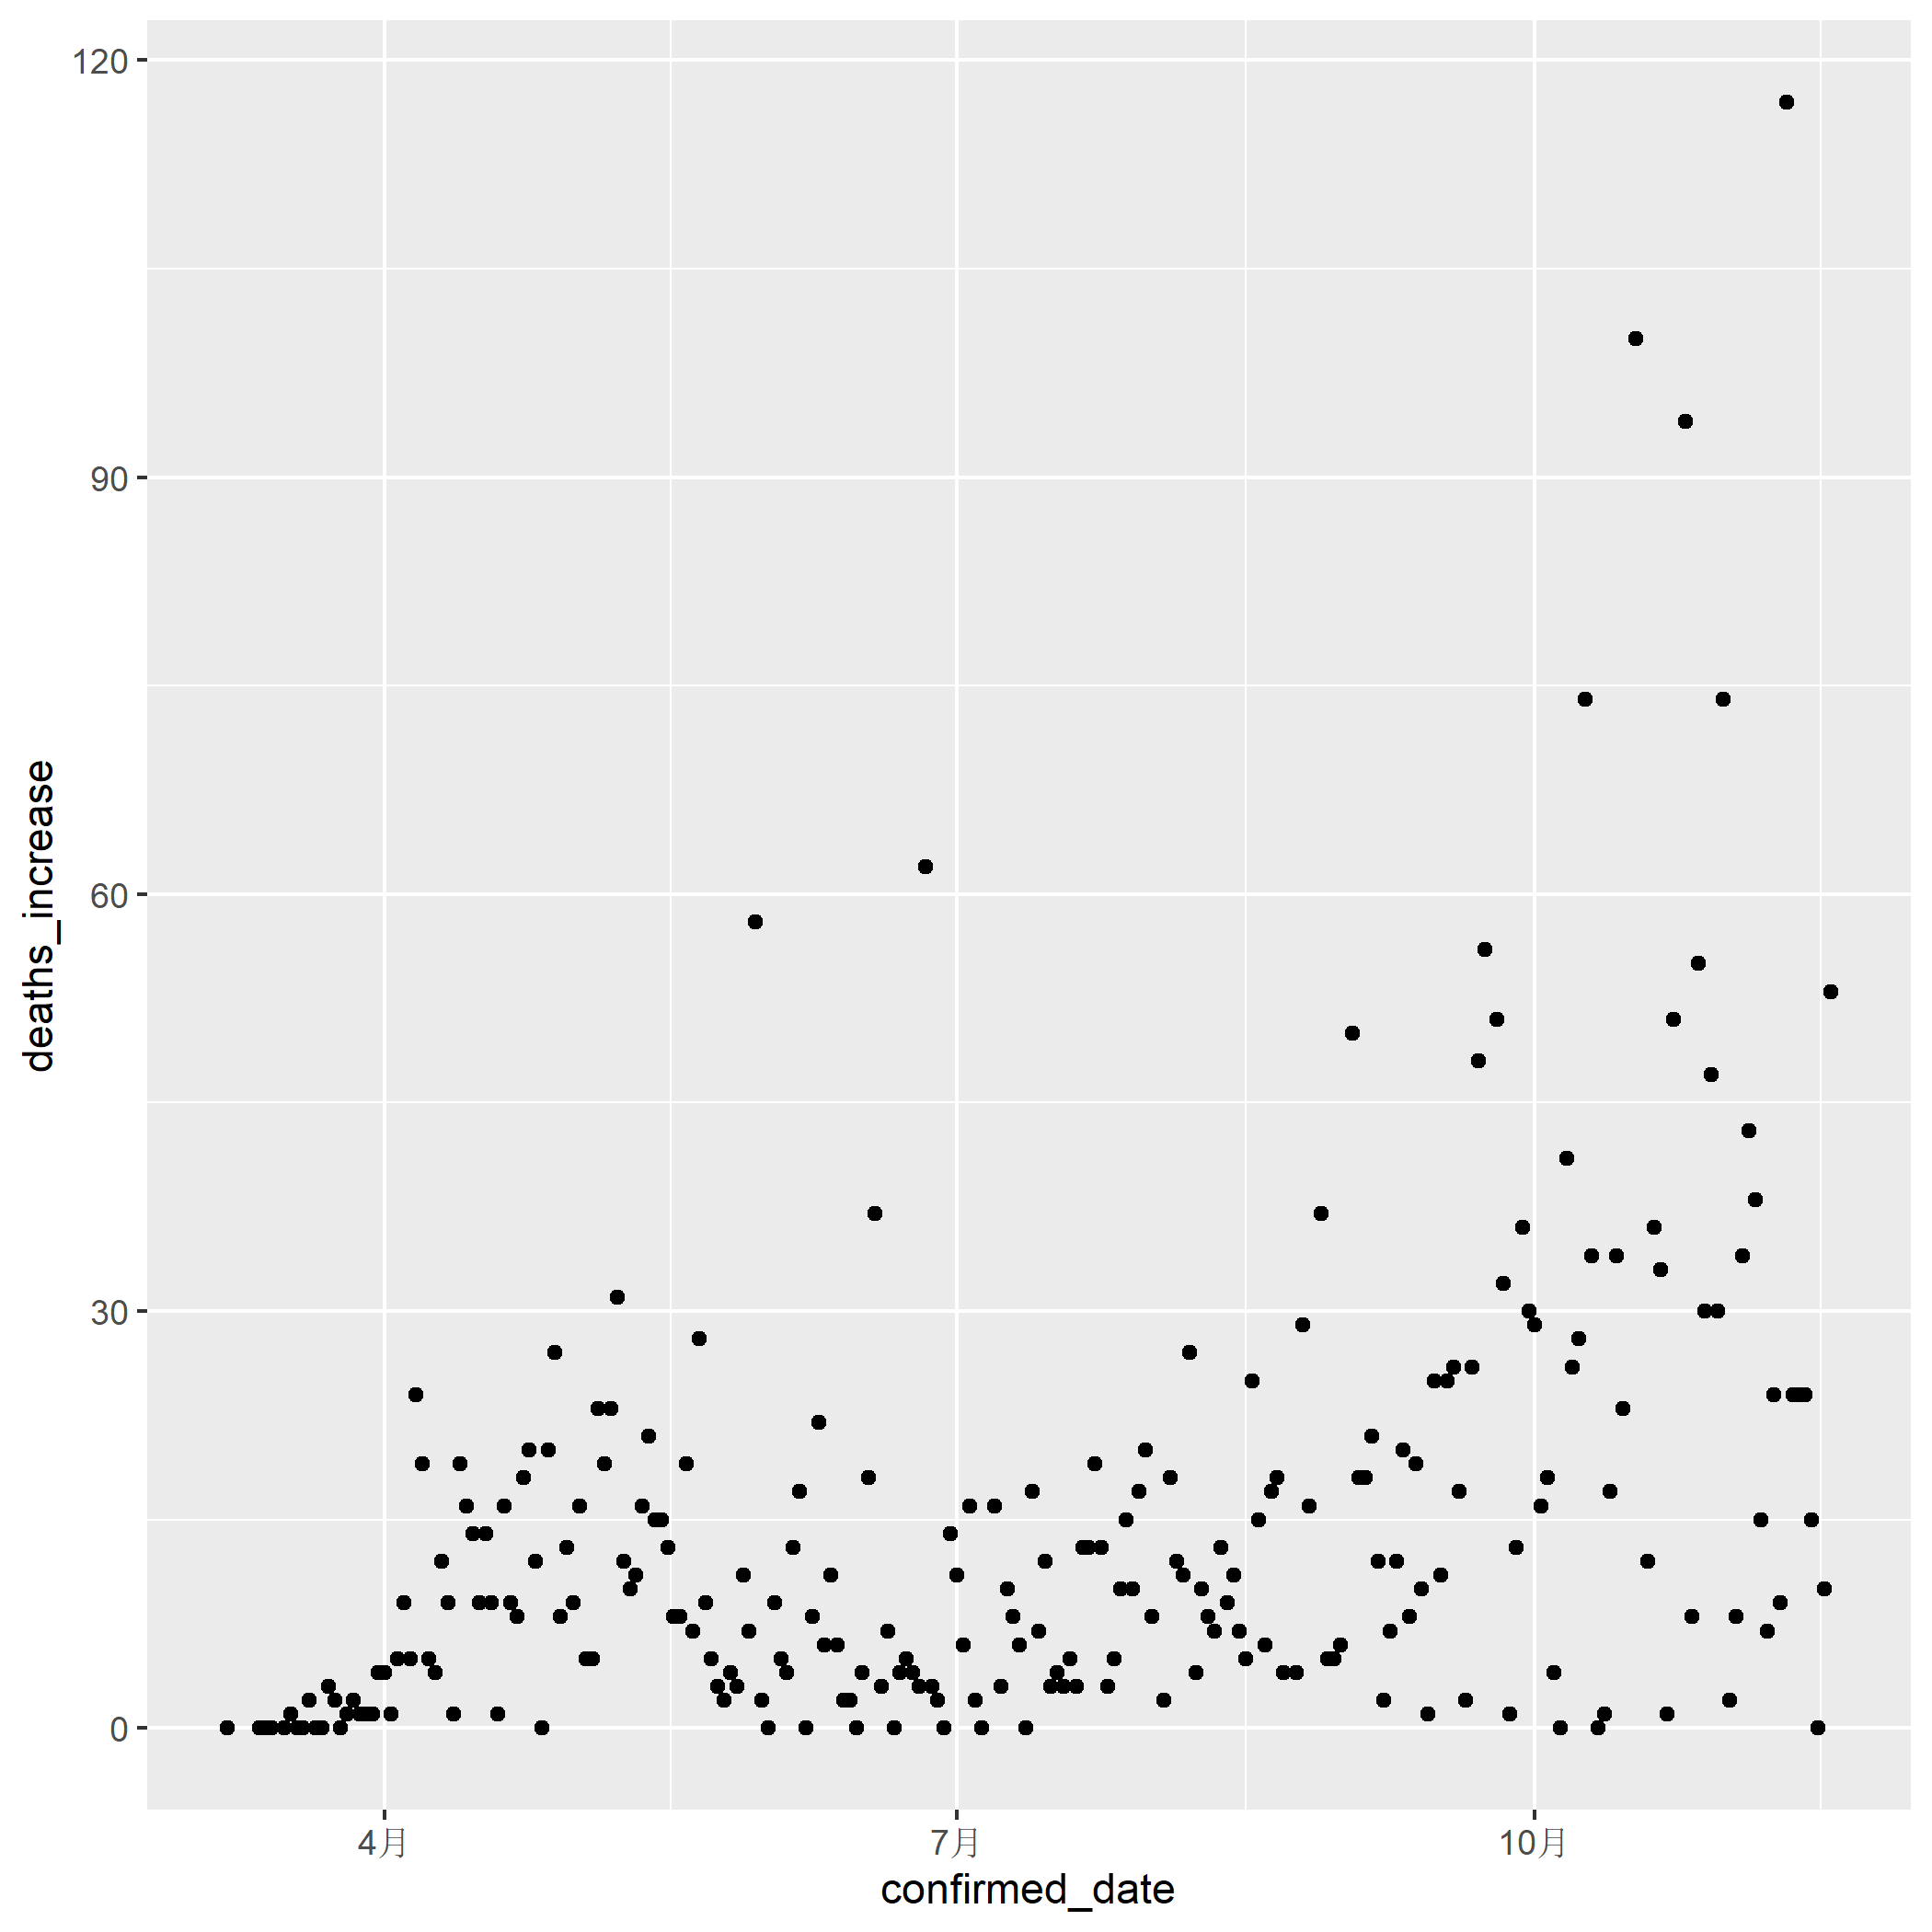 120
90
60
30
0
deaths_increase
4月
7月
10月
confirmed_date